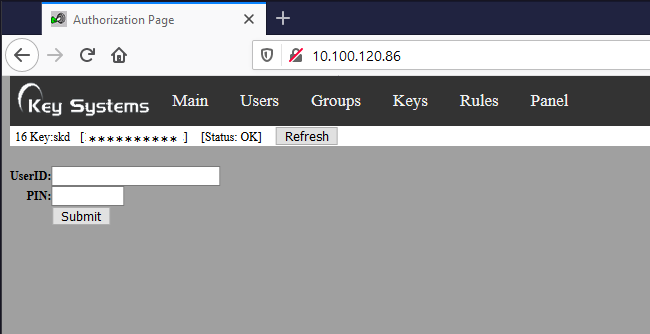 Authorization Page
10.100.120.86
Key Systems Main Users Groups Keys Rules Panel
16 Key:skd [ ********** ] [Status: OK] Refresh
UserID:
PIN:
Submit